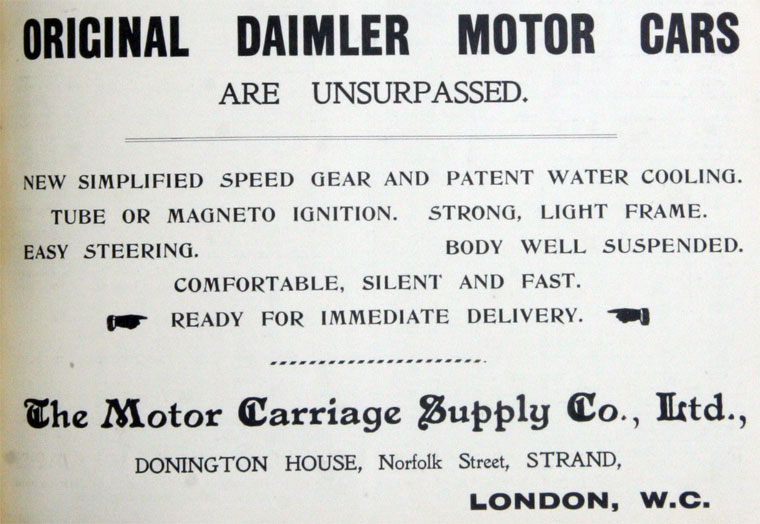 ORIGINAL DAIMLER MOTOR CARS
ARE UNSURPASSED.
NEW SIMPLIFIED SPEED GEAR AND PATENT WATER COOLING.
TUBE OR MAGNETO IGNITION. STRONG, LIGHT FRAME.
EASY STEERING. BODY WELL SUSPENDED.
COMFORTABLE, SILENT AND FAST.
READY FOR IMMEDIATE DELIVERY.
The Motor Carriage Supply Co., Ltd.,
DONINGTON HOUSE, Norfolk Street, STRAND,
LONDON, W.C.